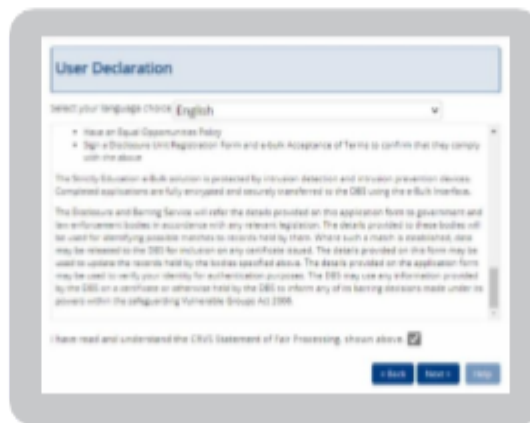 User Declaration
Select your language choice English
Have an Equal Opportunities Policy
Sign a Disclosure Unit Registration Form and e-bulk Acceptance of Terms to confirm that they comply
with the above
The Strictly Education e-Bulk solution is protected by intrusion detection and intrusion prevention devices.
Completed applications are fully encrypted and securely transferred to the DBS using the e-Bulk Interface.
The Disclosure and Barring Service will refer the details provided on this application form to government and
law enforcement bodies in accordance with any relevant legislation. The details provided to these bodies will
be used for identifying possible matches to records held by them. Where such a match is established, data
may be released to the DBS for inclusion on any certificate issued. The details provided on this form may be
used to update the records held by the bodies specified above. The details provided on the application form
may be used to verify your identity for authentication purposes. The DBS may use any information provided
by the DBS on a certificate or otherwise held by the DBS to inform any of its barring decisions made under its
powers within the safeguarding Vulnerable Groups Act 2006.
I have read and understand the Statement of Fair Processing, shown above.
< Back Next > Help